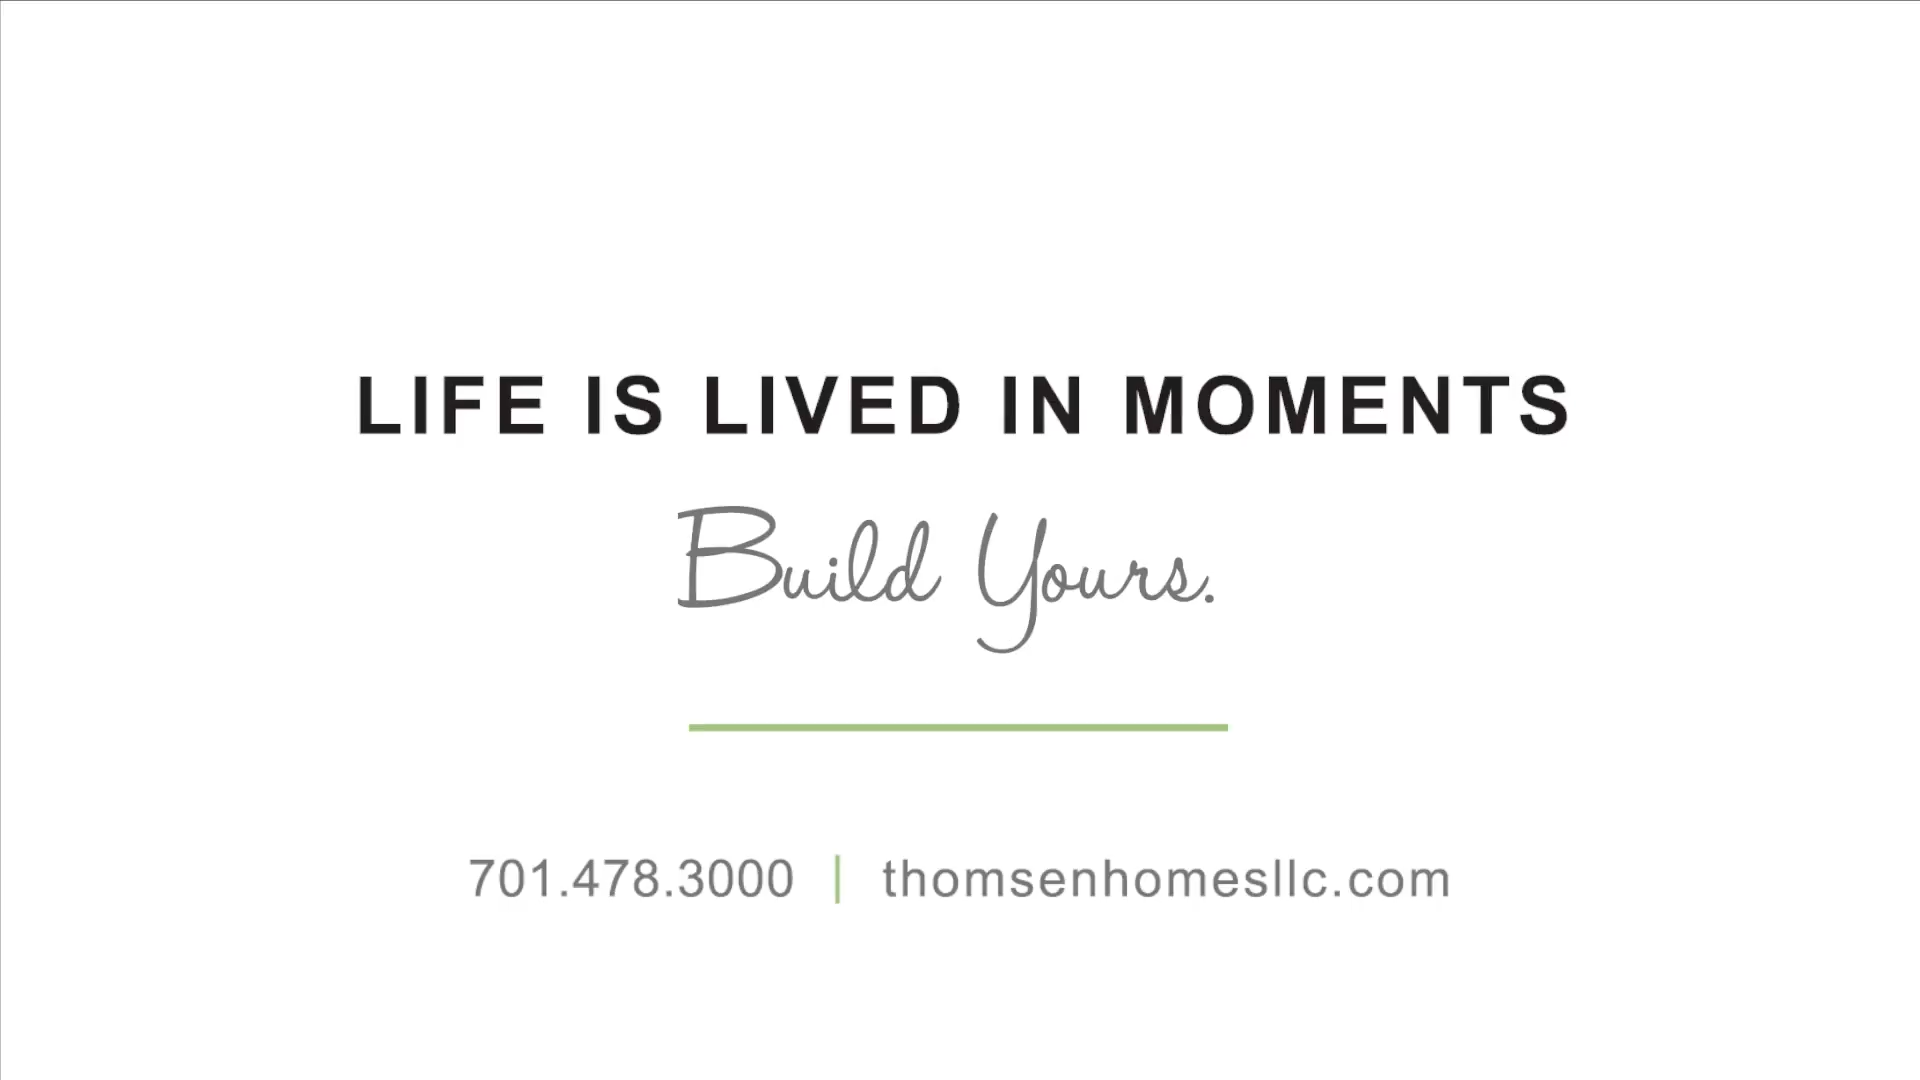 LIFE IS LIVED IN MOMENTS
Build Yours.
701.478.3000 | thomsenhomesllc.com